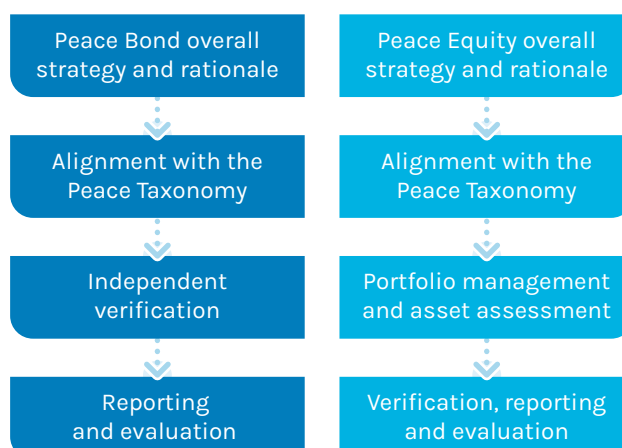 Peace Bond overall
strategy and rationale
Alignment with the
Peace Taxonomy
Independent
verification
Reporting
and evaluation
Peace Equity overall
strategy and rationale
Alignment with the
Peace Taxonomy
Portfolio management
and asset assessment
Verification, reporting
and evaluation